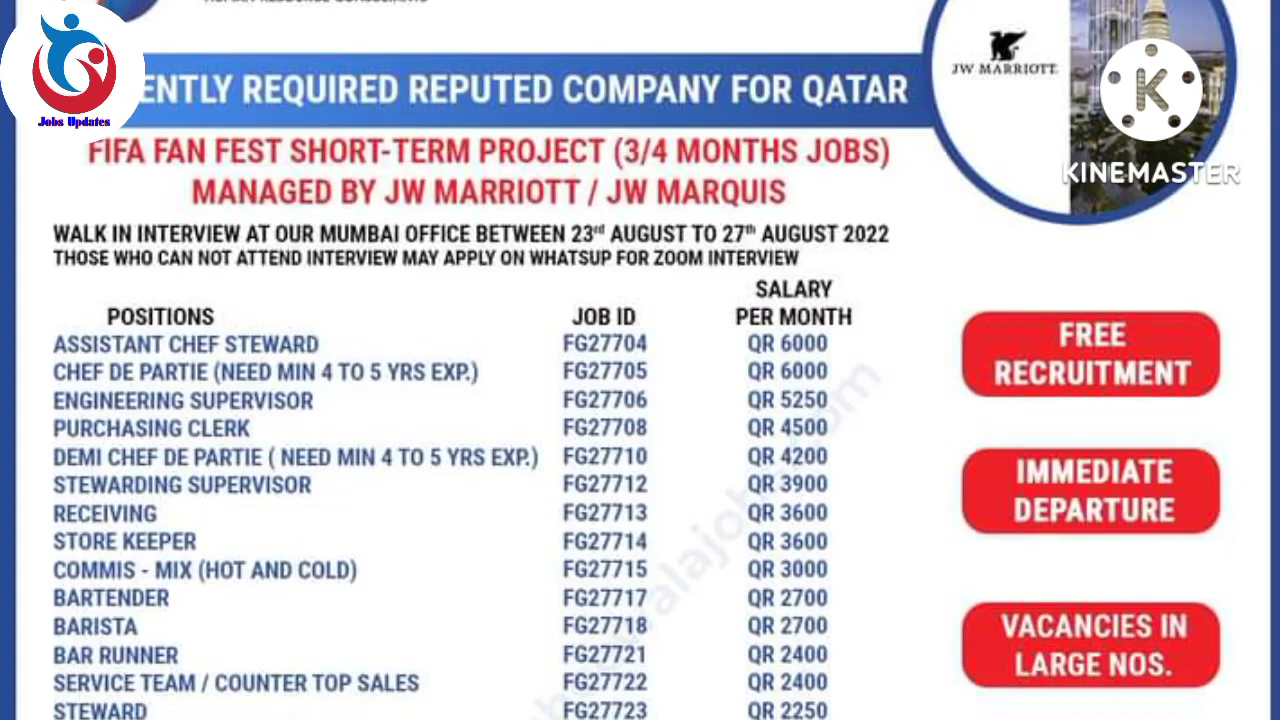 Jobs Updates
ENTLY REQUIRED REPUTED COMPANY FOR QATAR
JW MARRIOTT
K
KINEMASTER
FIFA FAN FEST SHORT-TERM PROJECT (3/4 MONTHS JOBS)
MANAGED BY JW MARRIOTT / JW MARQUIS
WALK IN INTERVIEW AT OUR MUMBAI OFFICE BETWEEN 23rd AUGUST TO 27th AUGUST 2022
THOSE WHO CAN NOT ATTEND INTERVIEW MAY APPLY ON WHATSUP FOR ZOOM INTERVIEW
POSITIONS JOB ID SALARY PER MONTH
ASSISTANT CHEF STEWARD FG27704 QR 6000
CHEF DE PARTIE (NEED MIN 4 TO 5 YRS EXP.) FG27705 QR 6000
ENGINEERING SUPERVISOR FG27706 QR 5250
PURCHASING CLERK FG27708 QR 4500
DEMI CHEF DE PARTIE ( NEED MIN 4 TO 5 YRS EXP.) FG27710 QR 4200
STEWARDING SUPERVISOR FG27712 QR 3900
RECEIVING FG27713 QR 3600
STORE KEEPER FG27714 QR 3600
COMMIS - MIX (HOT AND COLD) FG27715 QR 3000
BARTENDER FG27717 QR 2700
BARISTA FG27718 QR 2700
BAR RUNNER FG27721 QR 2400
SERVICE TEAM / COUNTER TOP SALES FG27722 QR 2400
STEWARD FG27723 QR 2250
FREE
RECRUITMENT
IMMEDIATE
DEPARTURE
VACANCIES IN
LARGE NOS.